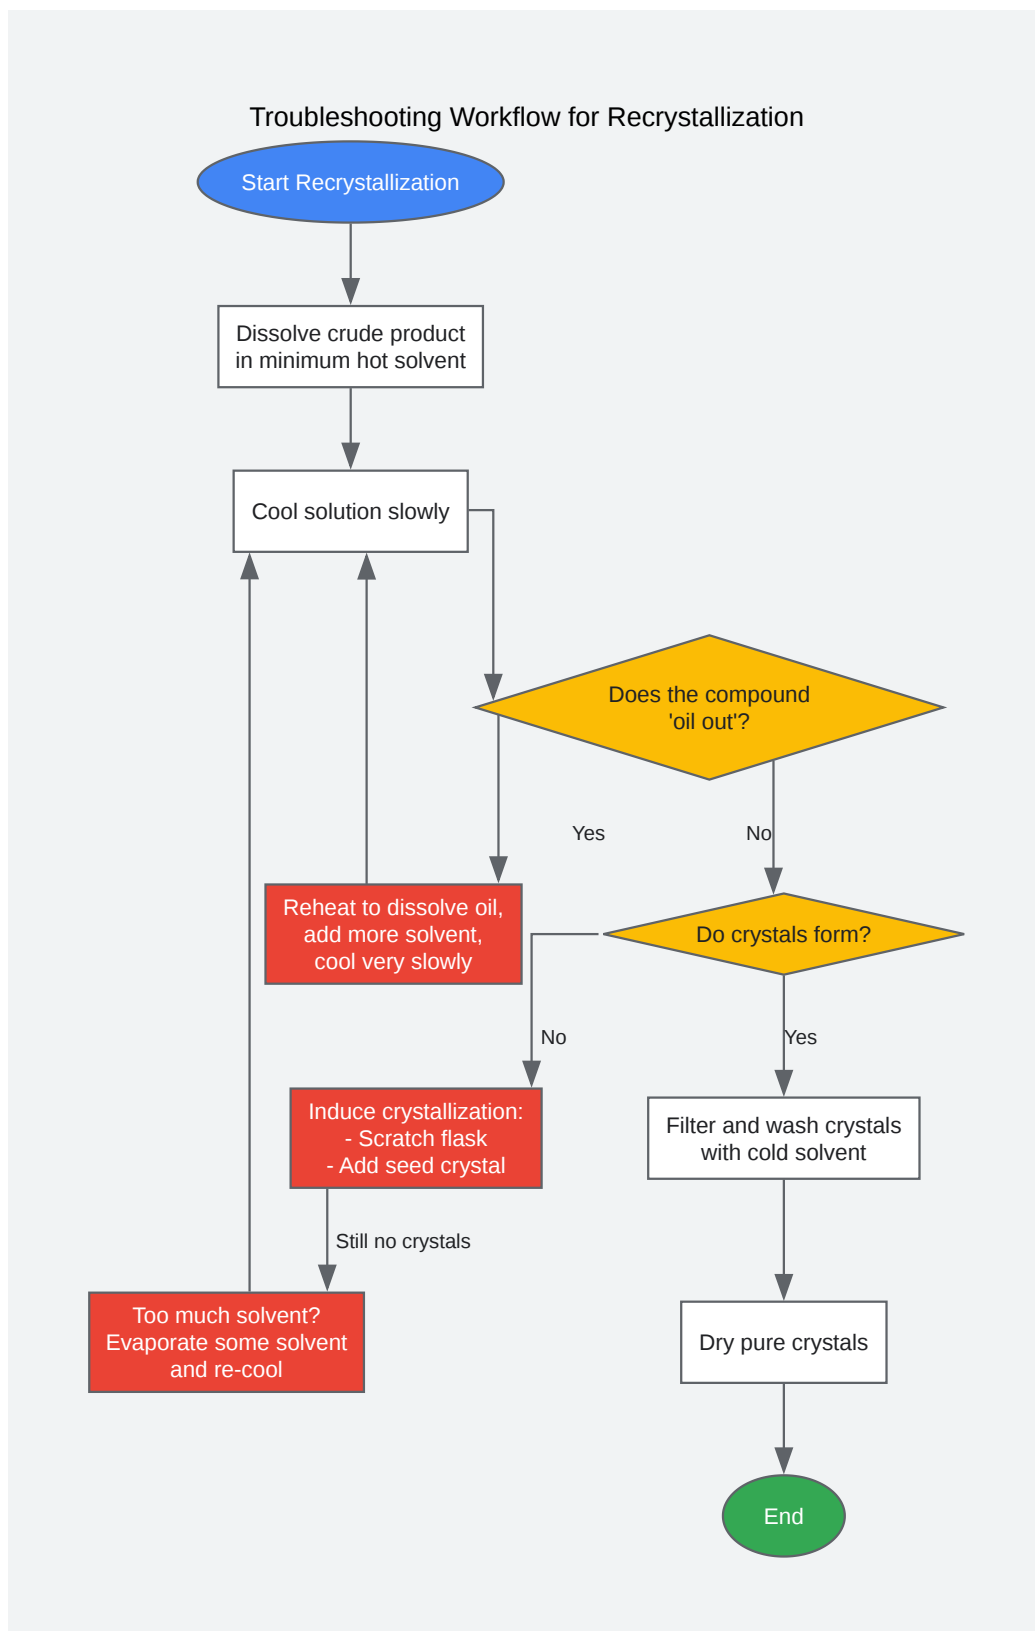 Troubleshooting Workflow for Recrystallization
Start Recrystallization
Dissolve crude product
in minimum hot solvent
Cool solution slowly
Does the compound
'oil out'?
Yes
No
Reheat to dissolve oil,
add more solvent,
cool very slowly
Do crystals form?
No
Yes
Induce crystallization:
- Scratch flask
- Add seed crystal
Filter and wash crystals
with cold solvent
Still no crystals
Too much solvent?
Evaporate some solvent
and re-cool
Dry pure crystals
End